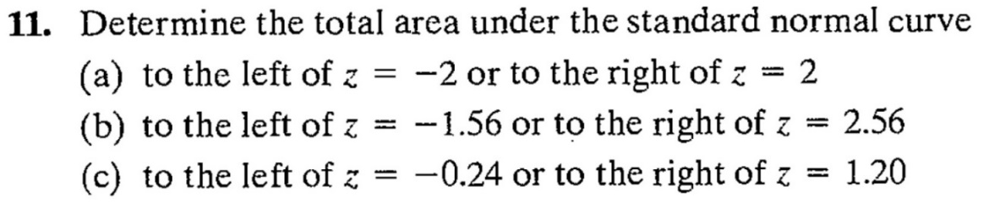 11. Determine the total area under the standard normal curve
(a) to the left of z = −2 or to the right of z = 2
(b) to the left of z = −1.56 or to the right of z = 2.56
(c) to the left of z = −0.24 or to the right of z = 1.20